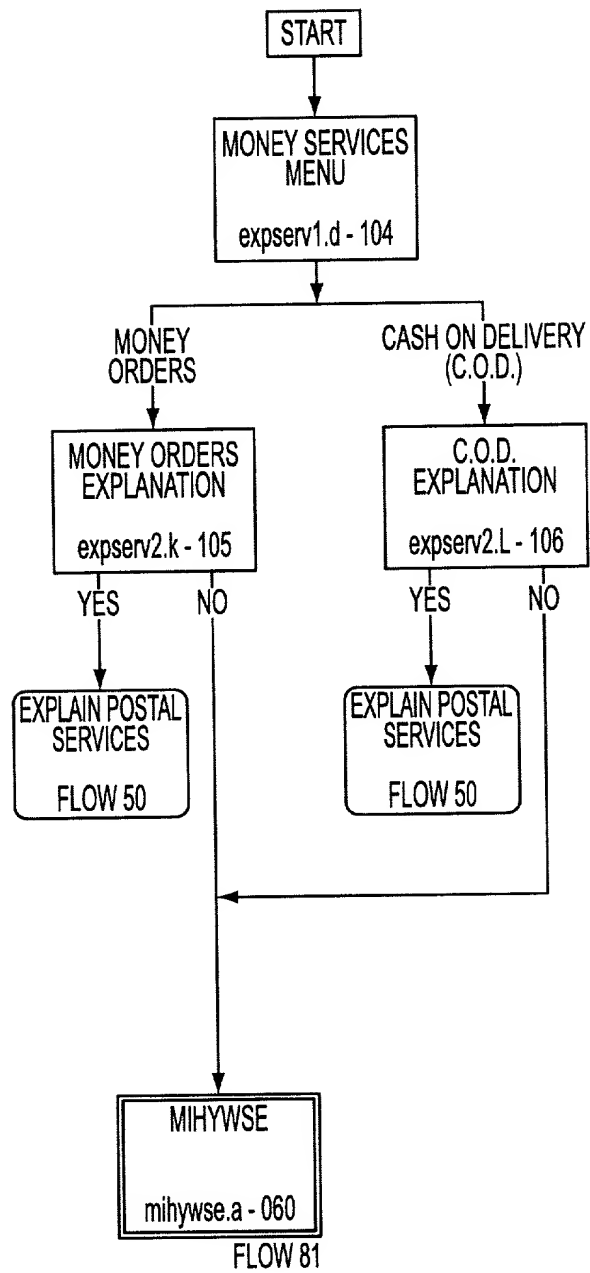 START
MONEY SERVICES
MENU
expserv1.d - 104
MONEY
ORDERS
CASH ON DELIVERY
(C.O.D.)
MONEY ORDERS
EXPLANATION
expserv2.k - 105
C.O.D.
EXPLANATION
expserv2.L - 106
YES
NO
YES
NO
EXPLAIN POSTAL
SERVICES
FLOW 50
EXPLAIN POSTAL
SERVICES
FLOW 50
MIHYWSE
mihywse.a - 060
FLOW 81